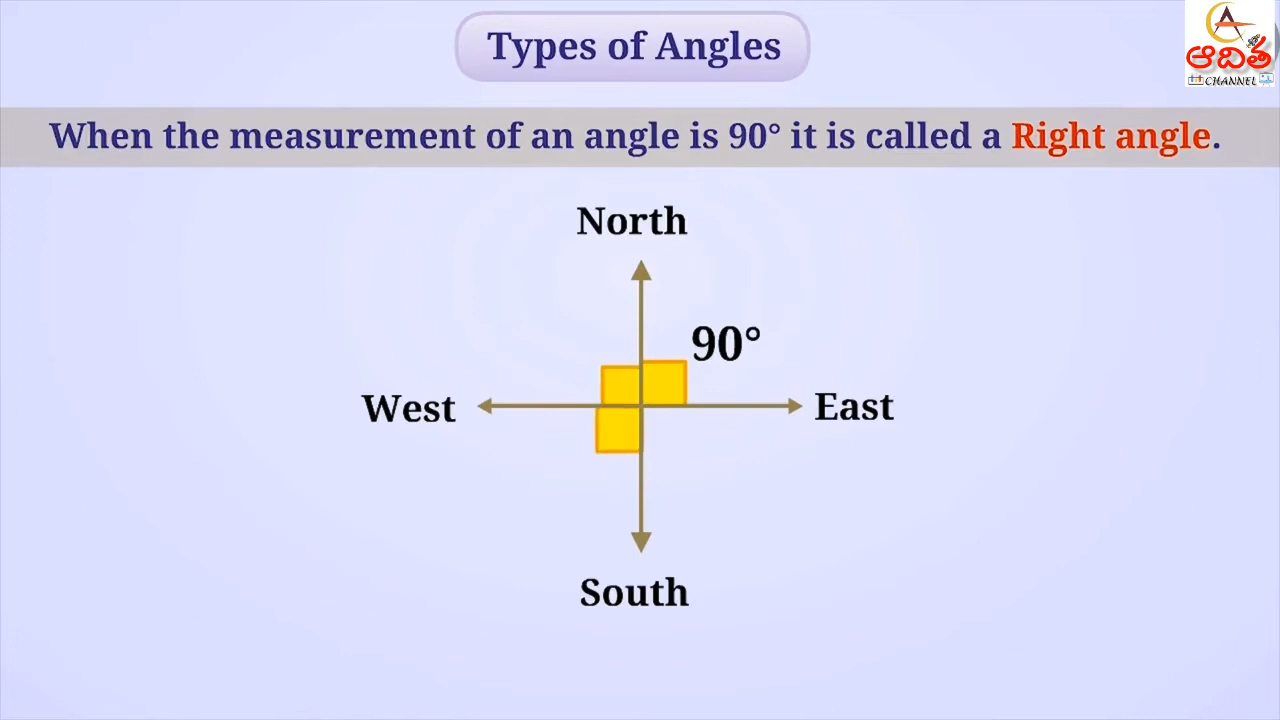 Types of Angles
ఆదిత్య
CHANNEL
When the measurement of an angle is 90° it is called a Right angle.
North
90°
West
East
South